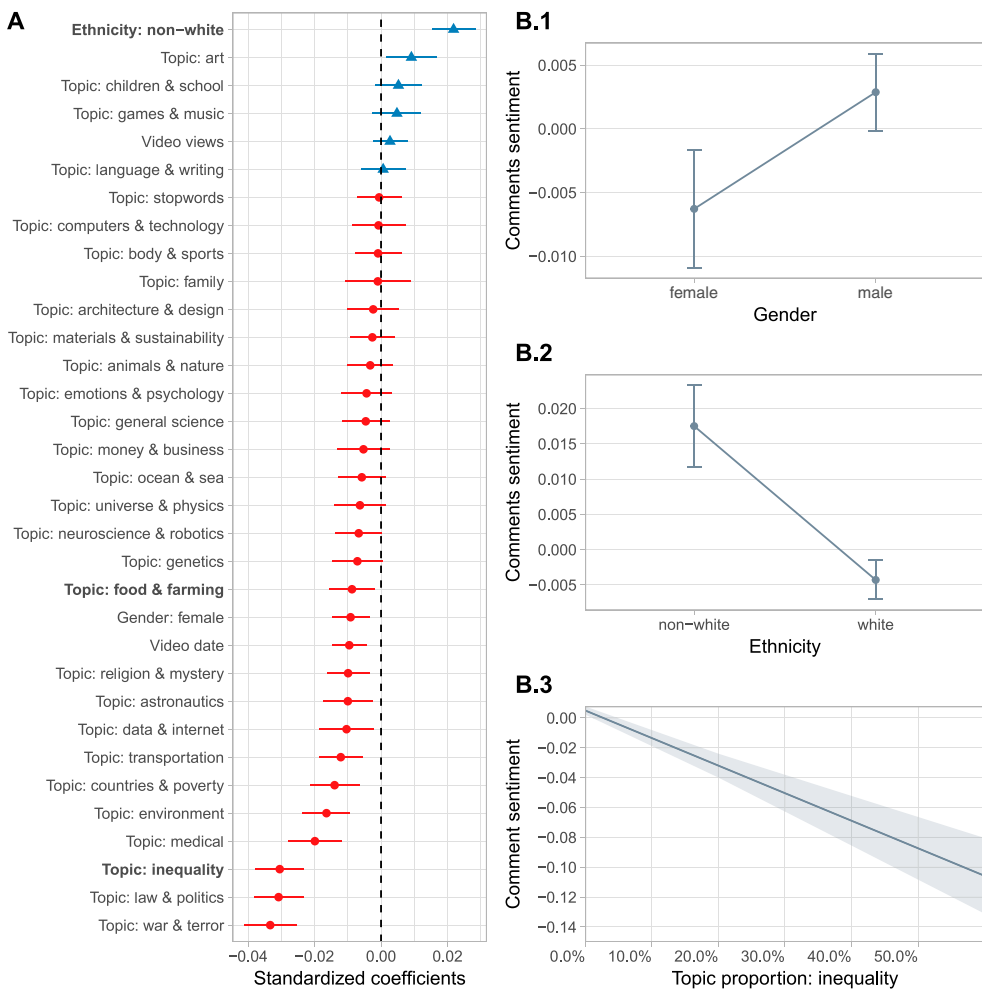 A
Ethnicity: non−white
Topic: art
Topic: children & school
Topic: games & music
Video views
Topic: language & writing
Topic: stopwords
Topic: computers & technology
Topic: body & sports
Topic: family
Topic: architecture & design
Topic: materials & sustainability
Topic: animals & nature
Topic: emotions & psychology
Topic: general science
Topic: money & business
Topic: ocean & sea
Topic: universe & physics
Topic: neuroscience & robotics
Topic: genetics
Topic: food & farming
Gender: female
Video date
Topic: religion & mystery
Topic: astronautics
Topic: data & internet
Topic: transportation
Topic: countries & poverty
Topic: environment
Topic: medical
Topic: inequality
Topic: law & politics
Topic: war & terror
−0.04 −0.02 0.00 0.02
Standardized coefficients
B.1
Comments sentiment
0.005
0.000
−0.005
−0.010
female male
Gender
B.2
Comments sentiment
0.020
0.015
0.010
0.005
0.000
−0.005
non−white white
Ethnicity
B.3
Comment sentiment
0.00
−0.02
−0.04
−0.06
−0.08
−0.10
−0.12
−0.14
0.0% 10.0% 20.0% 30.0% 40.0% 50.0%
Topic proportion: inequality